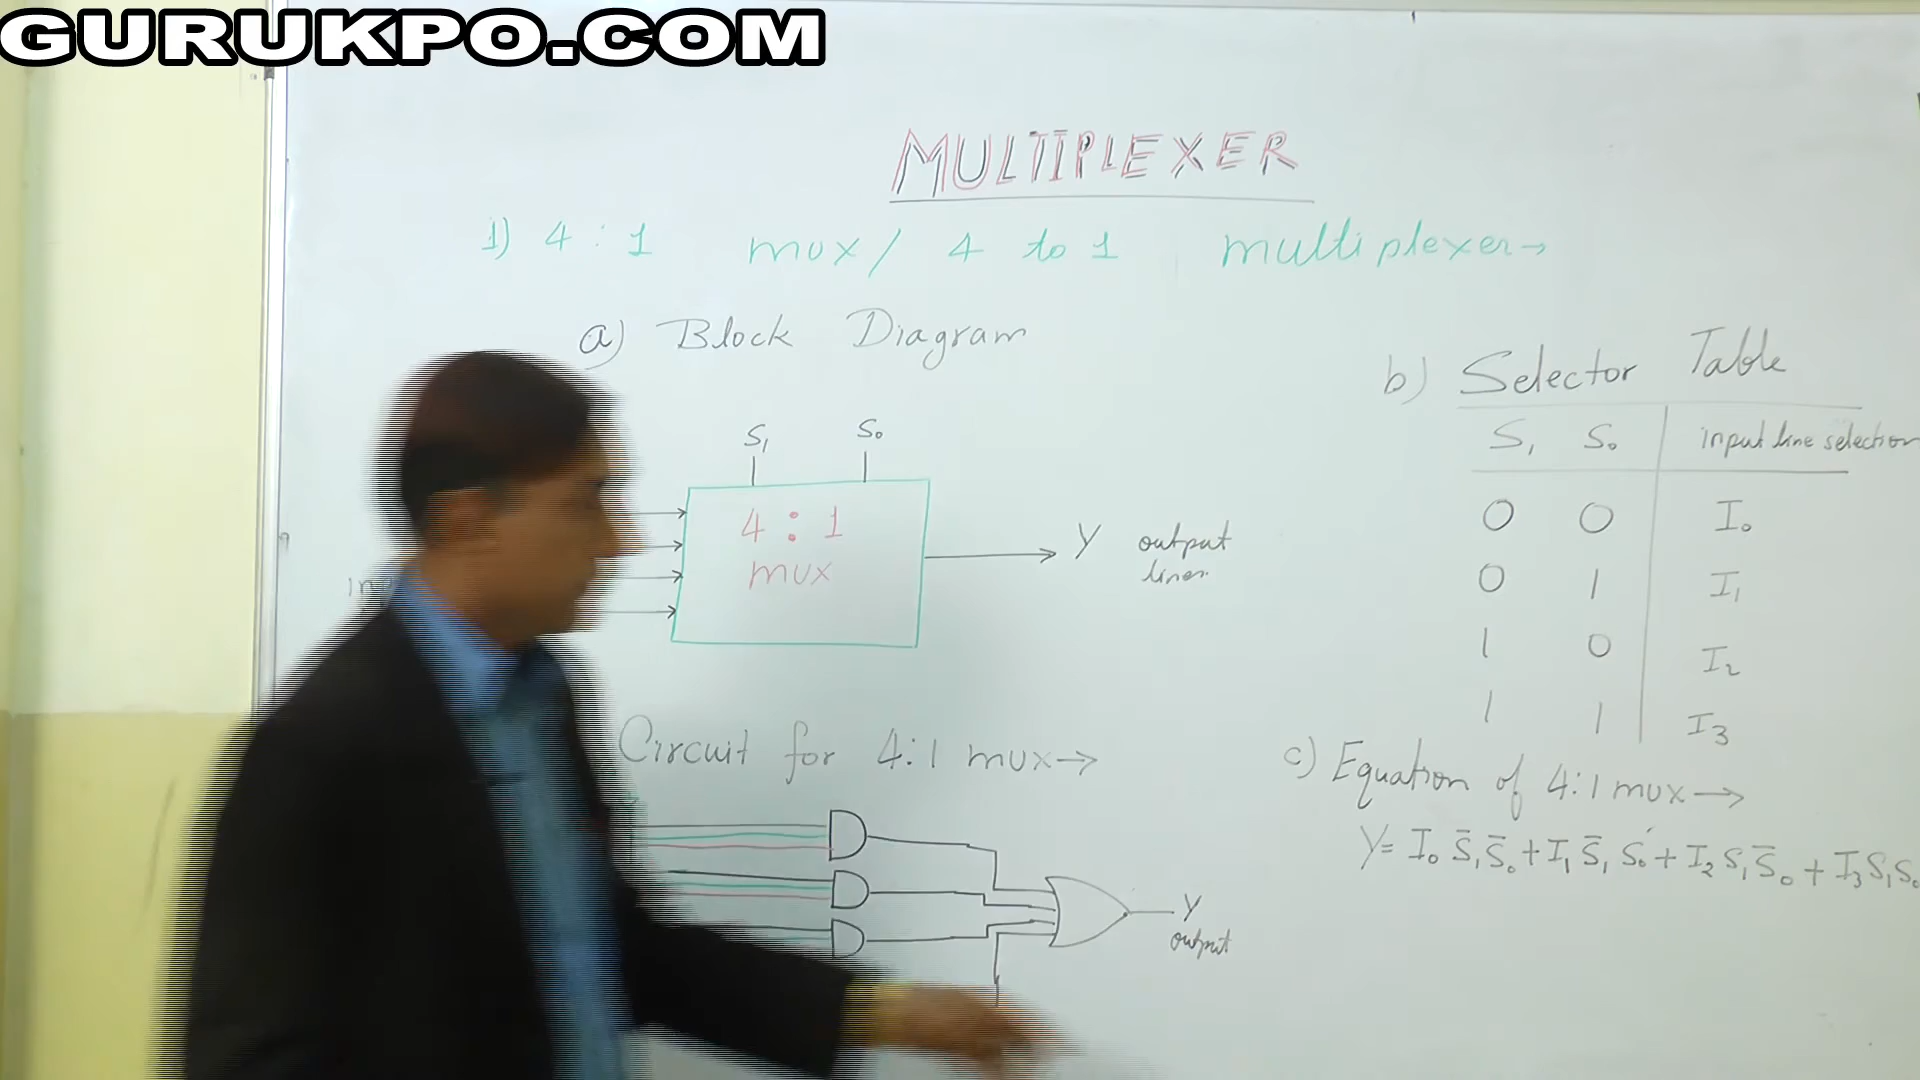 GURUKPO.COM
MULTIPLEXER
1) 4 : 1 mux / 4 to 1 multiplexer→
a) Block Diagram
S₁ S₀
4 : 1
mux
Y output
lines
b) Selector Table
S₁ S₀ input line selection
0 0 I₀
0 1 I₁
1 0 I₂
1 1 I₃
Circuit for 4:1 mux→
Y
output
c) Equation of 4:1 mux→
Y= I₀ S̄₁S̄₀ + I₁ S̄₁ S₀ + I₂ S₁S̄₀ + I₃ S₁S₀